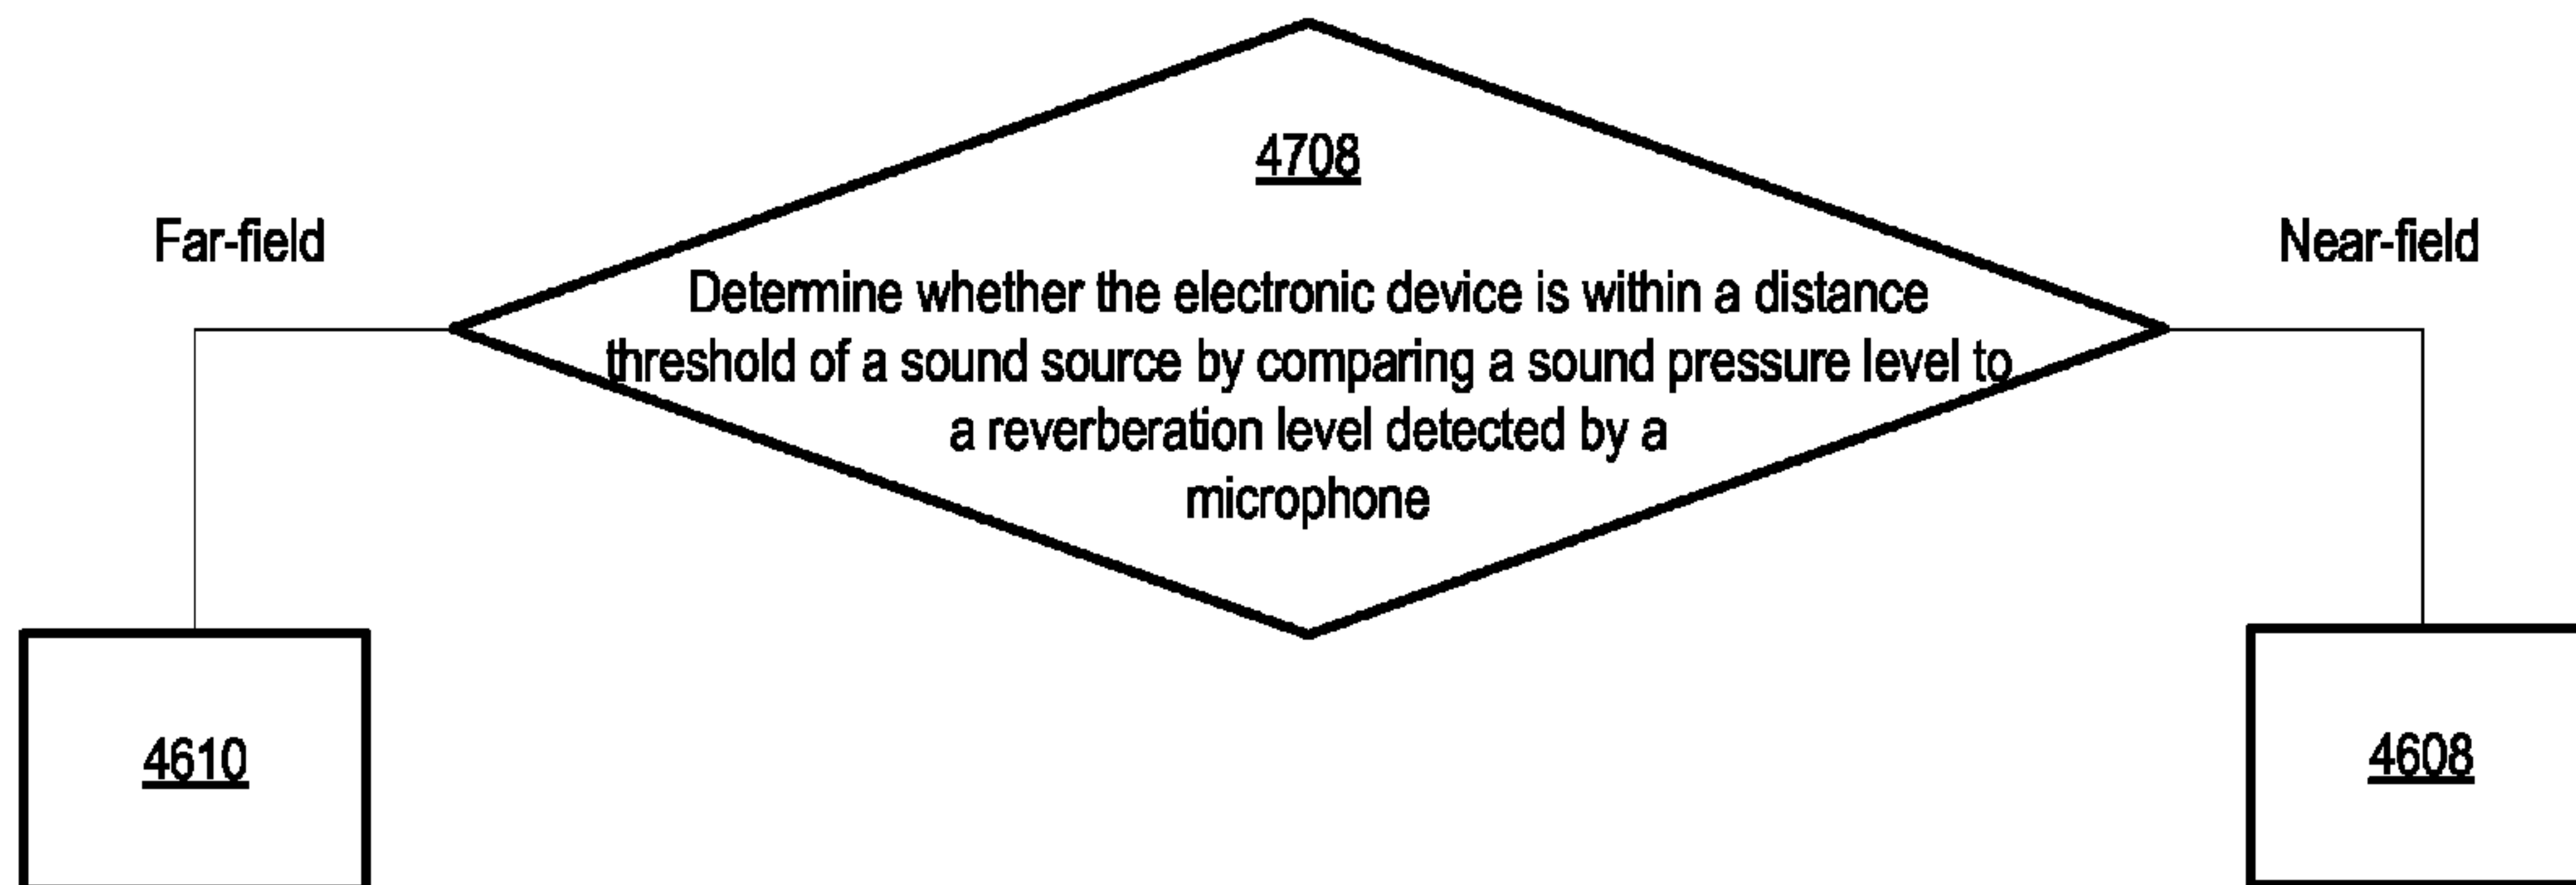 4708
Far-field
Near-field
Determine whether the electronic device is within a distance
threshold of a sound source by comparing a sound pressure level to
a reverberation level detected by a
microphone
4610
4608